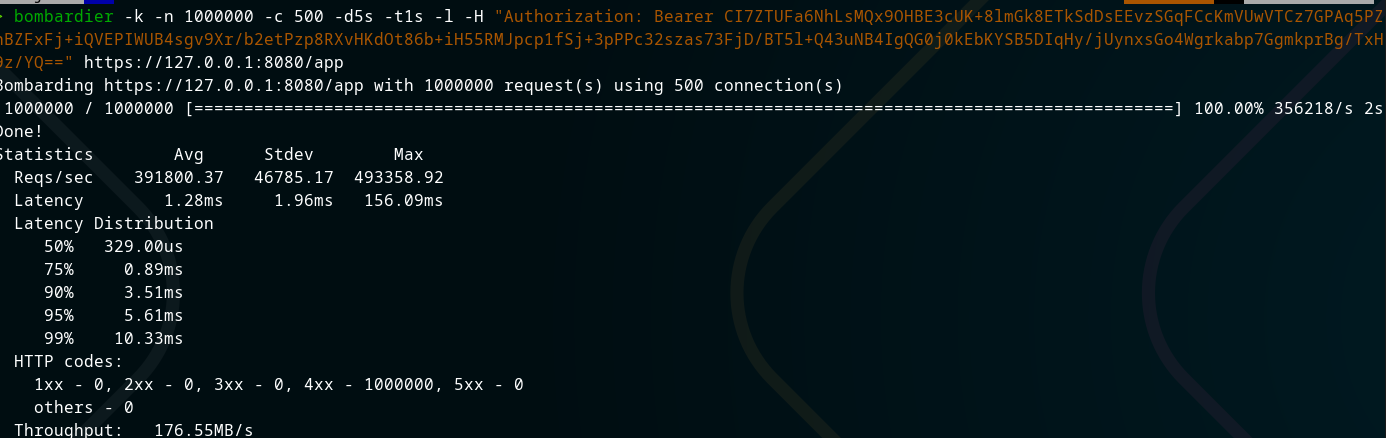 bombardier -k -n 1000000 -c 500 -d5s -t1s -l -H "Authorization: Bearer CI7ZTUFa6NhLsMQx9OHBE3cUK+8lmGk8ETkSdDsEEvzSGqFCcKmVUwVTCz7GPAq5PZ
nBZFxFj+iQVEPIWUB4sgv9Xr/b2etPzp8RXvHKdOt86b+iH55RMJpcp1fSj+3pPPc32szas73FjD/BT5l+Q43uNB4IgQG0j0kEbKYSB5DIqHy/jUynxsGo4Wgrkabp7GgmkprBg/TxH
9z/YQ==" https://127.0.0.1:8080/app
Bombarding https://127.0.0.1:8080/app with 1000000 request(s) using 500 connection(s)
1000000 / 1000000 [==================================================================================================] 100.00% 356218/s 2s
Done!
Statistics Avg Stdev Max
Reqs/sec 391800.37 46785.17 493358.92
Latency 1.28ms 1.96ms 156.09ms
Latency Distribution
50% 329.00us
75% 0.89ms
90% 3.51ms
95% 5.61ms
99% 10.33ms
HTTP codes:
1xx - 0, 2xx - 0, 3xx - 0, 4xx - 1000000, 5xx - 0
others - 0
Throughput: 176.55MB/s